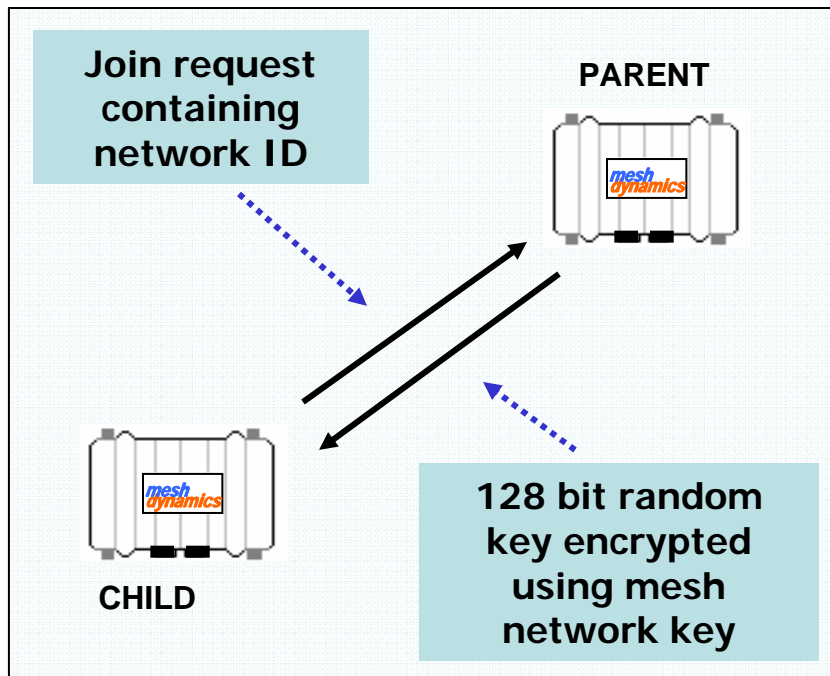 Join request
containing
network ID
PARENT
mesh
dynamics
mesh
dynamics
CHILD
128 bit random
key encrypted
using mesh
network key